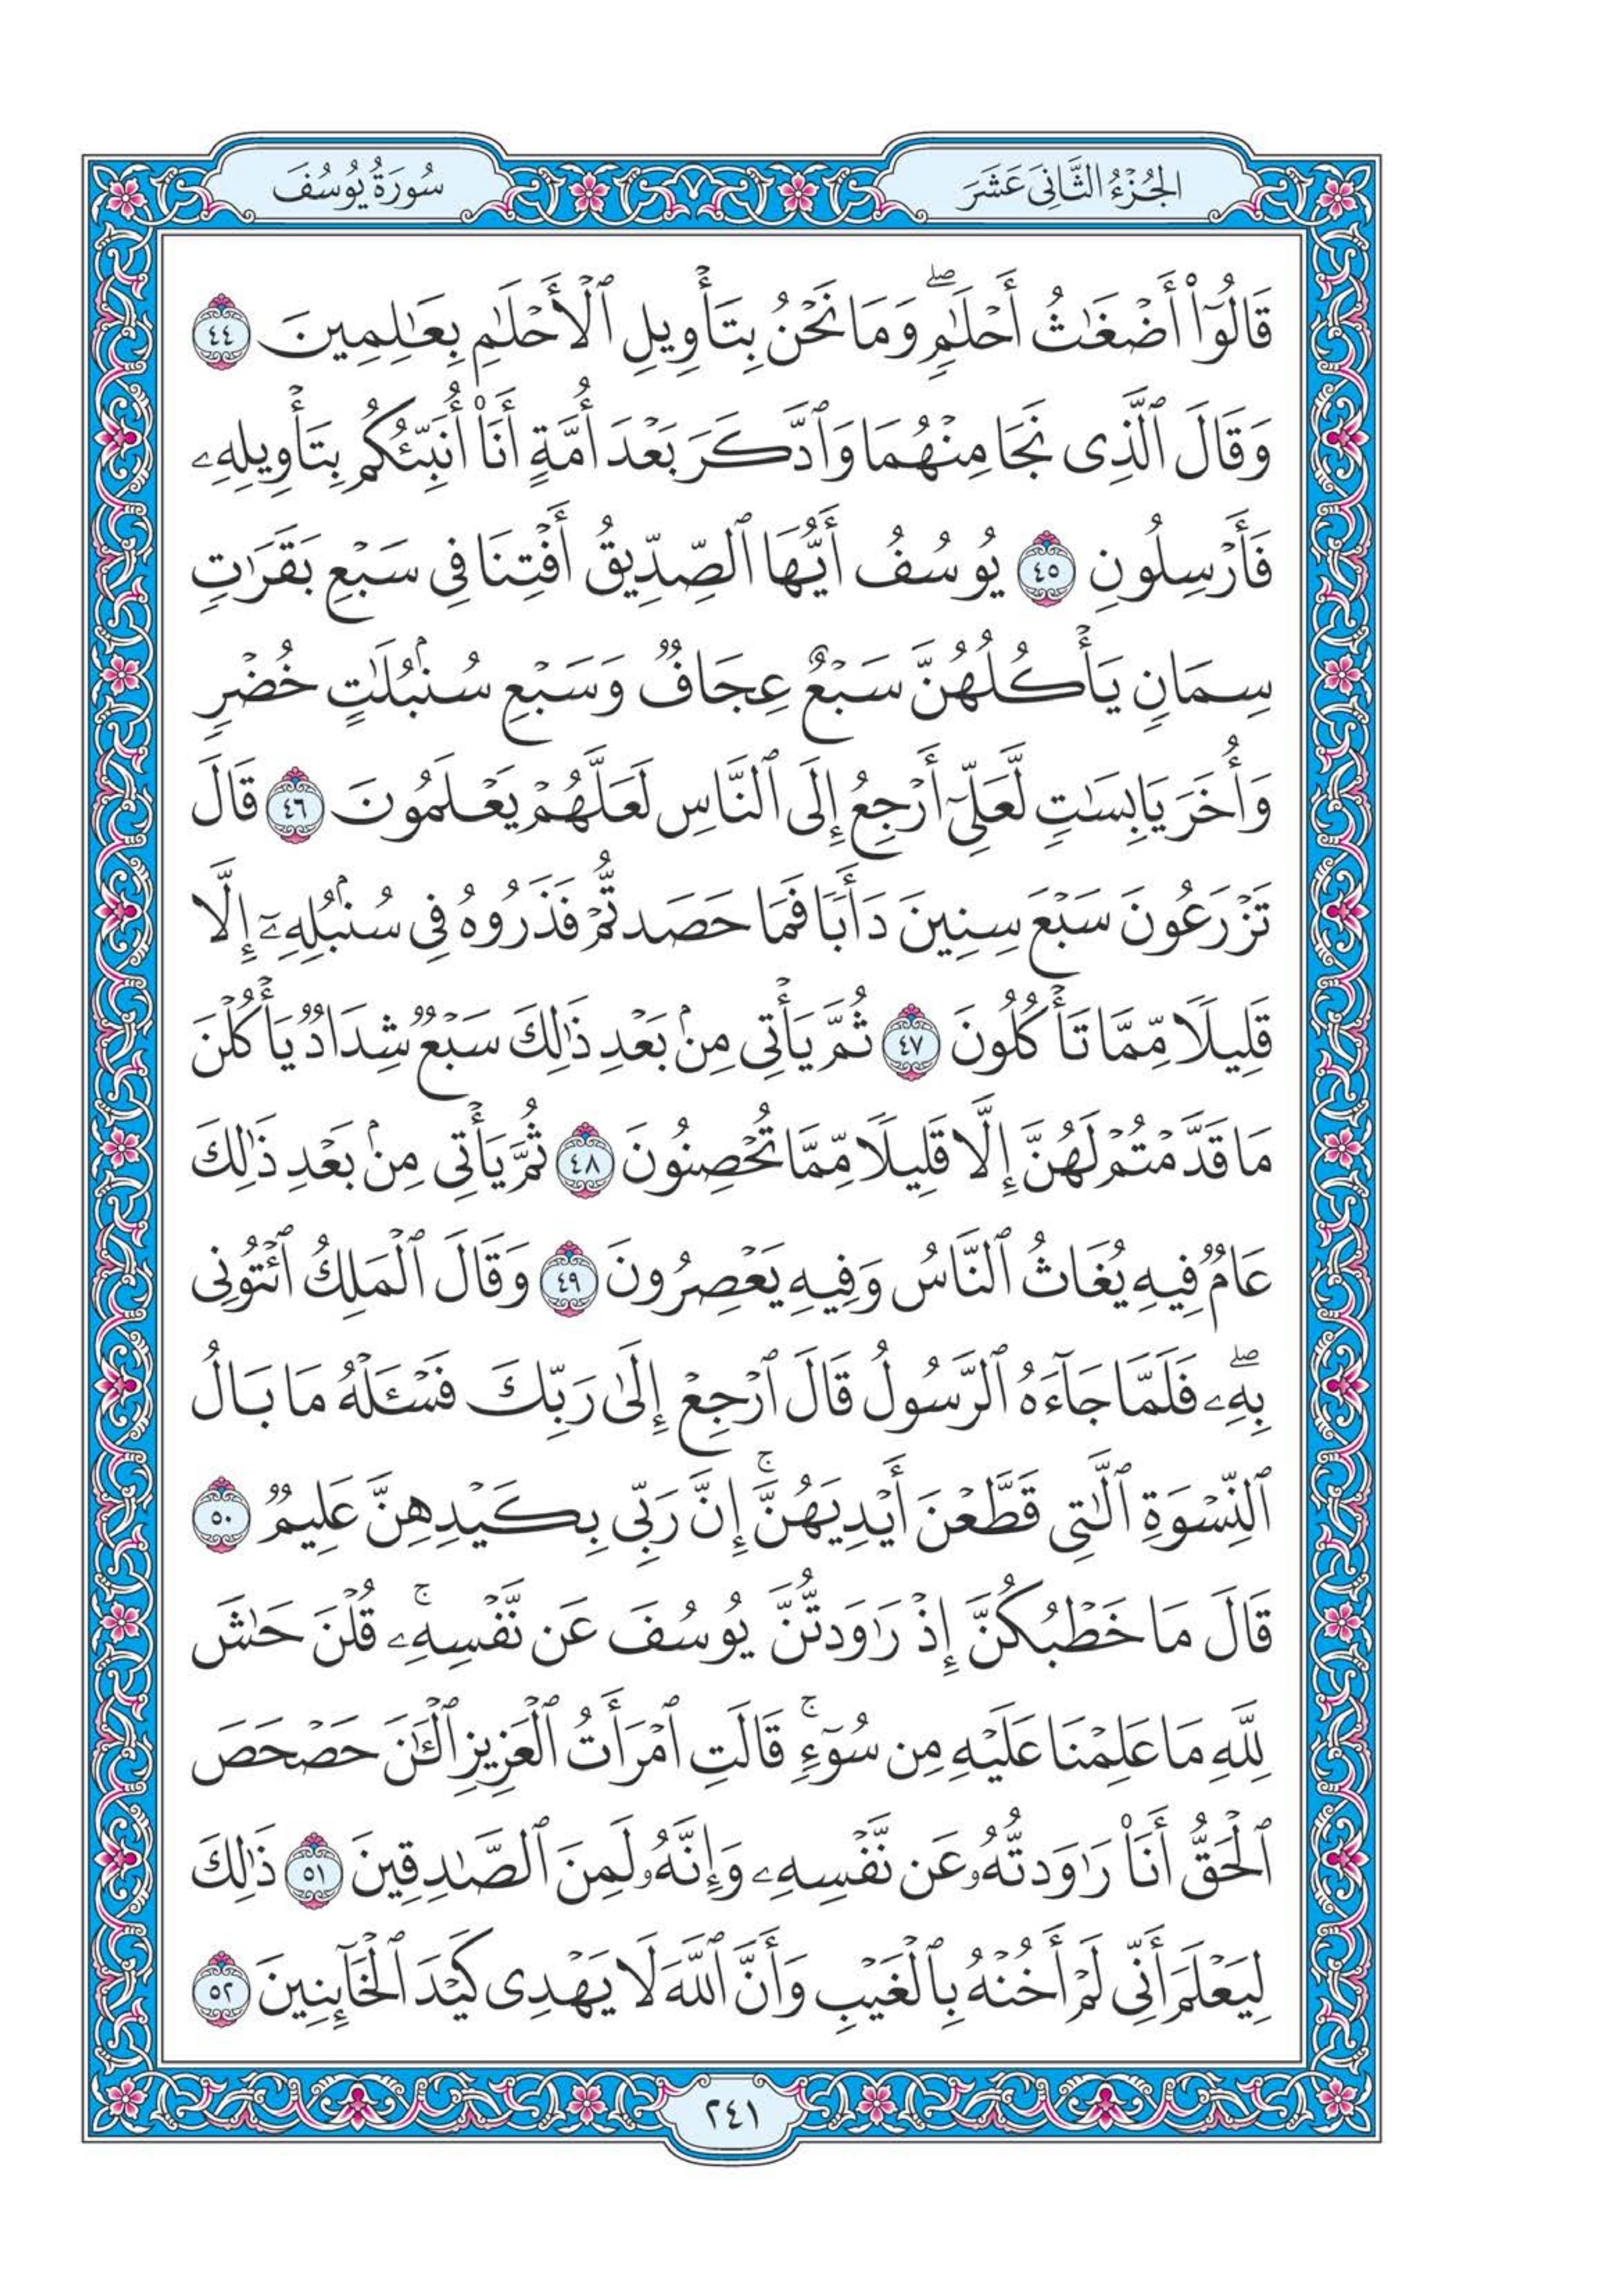 الجُزْءُ الثَّانِيَ عَشَرَ
سُورَةُ يُوسُفَ
قَالُوٓاْ أَضۡغَٰثُ أَحۡلَٰمٖۖ وَمَا نَحۡنُ بِتَأۡوِيلِ ٱلۡأَحۡلَٰمِ بِعَٰلِمِينَ ٤٤
وَقَالَ ٱلَّذِي نَجَا مِنۡهُمَا وَٱدَّكَرَ بَعۡدَ أُمَّةٍ أَنَا۠ أُنَبِّئُكُم بِتَأۡوِيلِهِۦ
فَأَرۡسِلُونِ ٤٥ يُوسُفُ أَيُّهَا ٱلصِّدِّيقُ أَفۡتِنَا فِي سَبۡعِ بَقَرَٰتٖ
سِمَانٖ يَأۡكُلُهُنَّ سَبۡعٌ عِجَافٞ وَسَبۡعِ سُنۢبُلَٰتٍ خُضۡرٖ
وَأُخَرَ يَابِسَٰتٖ لَّعَلِّيٓ أَرۡجِعُ إِلَى ٱلنَّاسِ لَعَلَّهُمۡ يَعۡلَمُونَ ٤٦ قَالَ
تَزۡرَعُونَ سَبۡعَ سِنِينَ دَأَبٗا فَمَا حَصَدتُّمۡ فَذَرُوهُ فِي سُنۢبُلِهِۦٓ إِلَّا
قَلِيلٗا مِّمَّا تَأۡكُلُونَ ٤٧ ثُمَّ يَأۡتِي مِنۢ بَعۡدِ ذَٰلِكَ سَبۡعٞ شِدَادٞ يَأۡكُلۡنَ
مَا قَدَّمۡتُمۡ لَهُنَّ إِلَّا قَلِيلٗا مِّمَّا تُحۡصِنُونَ ٤٨ ثُمَّ يَأۡتِي مِنۢ بَعۡدِ ذَٰلِكَ
عَامٞ فِيهِ يُغَاثُ ٱلنَّاسُ وَفِيهِ يَعۡصِرُونَ ٤٩ وَقَالَ ٱلۡمَلِكُ ٱئۡتُونِي
بِهِۦۖ فَلَمَّا جَآءَهُ ٱلرَّسُولُ قَالَ ٱرۡجِعۡ إِلَىٰ رَبِّكَ فَسۡـَٔلۡهُ مَا بَالُ
ٱلنِّسۡوَةِ ٱلَّٰتِي قَطَّعۡنَ أَيۡدِيَهُنَّۚ إِنَّ رَبِّي بِكَيۡدِهِنَّ عَلِيمٞ ٥٠
قَالَ مَا خَطۡبُكُنَّ إِذۡ رَٰوَدتُّنَّ يُوسُفَ عَن نَّفۡسِهِۦۚ قُلۡنَ حَٰشَ
لِلَّهِ مَا عَلِمۡنَا عَلَيۡهِ مِن سُوٓءٖۚ قَالَتِ ٱمۡرَأَتُ ٱلۡعَزِيزِ ٱلۡـَٰٔنَ حَصۡحَصَ
ٱلۡحَقُّ أَنَا۠ رَٰوَدتُّهُۥ عَن نَّفۡسِهِۦ وَإِنَّهُۥ لَمِنَ ٱلصَّٰدِقِينَ ٥١ ذَٰلِكَ
لِيَعۡلَمَ أَنِّي لَمۡ أَخُنۡهُ بِٱلۡغَيۡبِ وَأَنَّ ٱللَّهَ لَا يَهۡدِي كَيۡدَ ٱلۡخَآئِنِينَ ٥٢
٢٤١